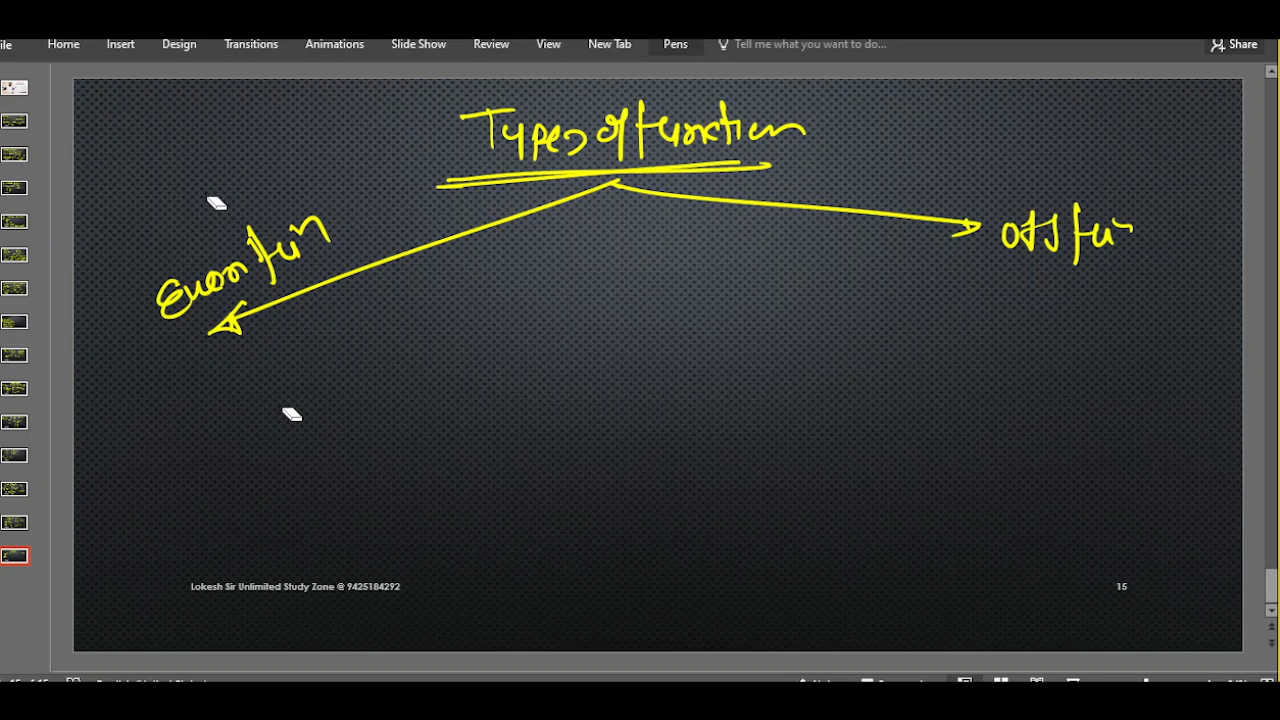 File Home Insert Design Transitions Animations Slide Show Review View New Tab Pens Tell me what you want to do... Share
Types of function
Even fun
odd fun
Lokesh Sir Unlimited Study Zone @ 9425184292
15